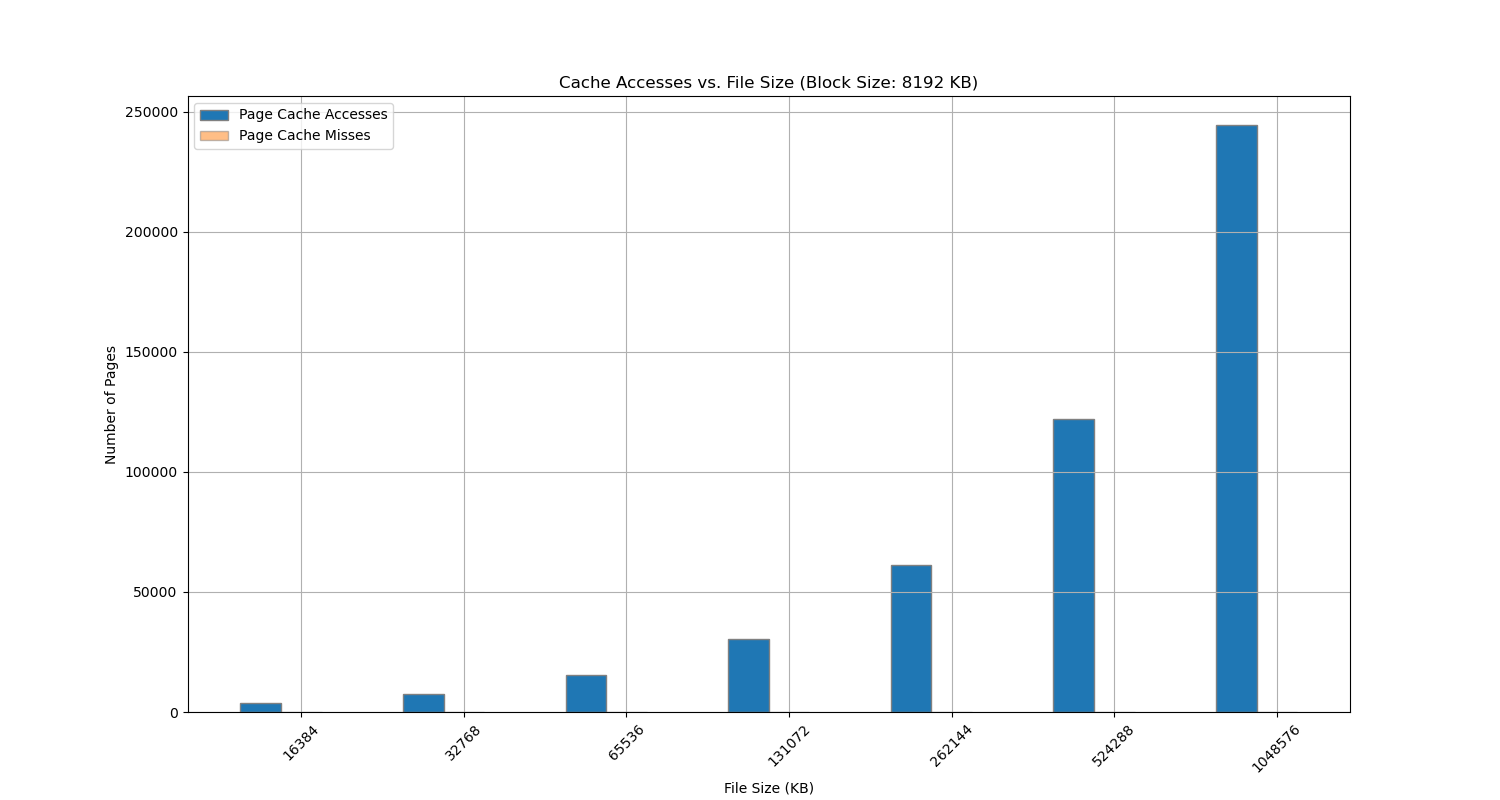 Cache Accesses vs. File Size (Block Size: 8192 KB)
Page Cache Accesses
Page Cache Misses
250000
200000
150000
100000
50000
0
Number of Pages
16384
32768
65536
131072
262144
524288
1048576
File Size (KB)